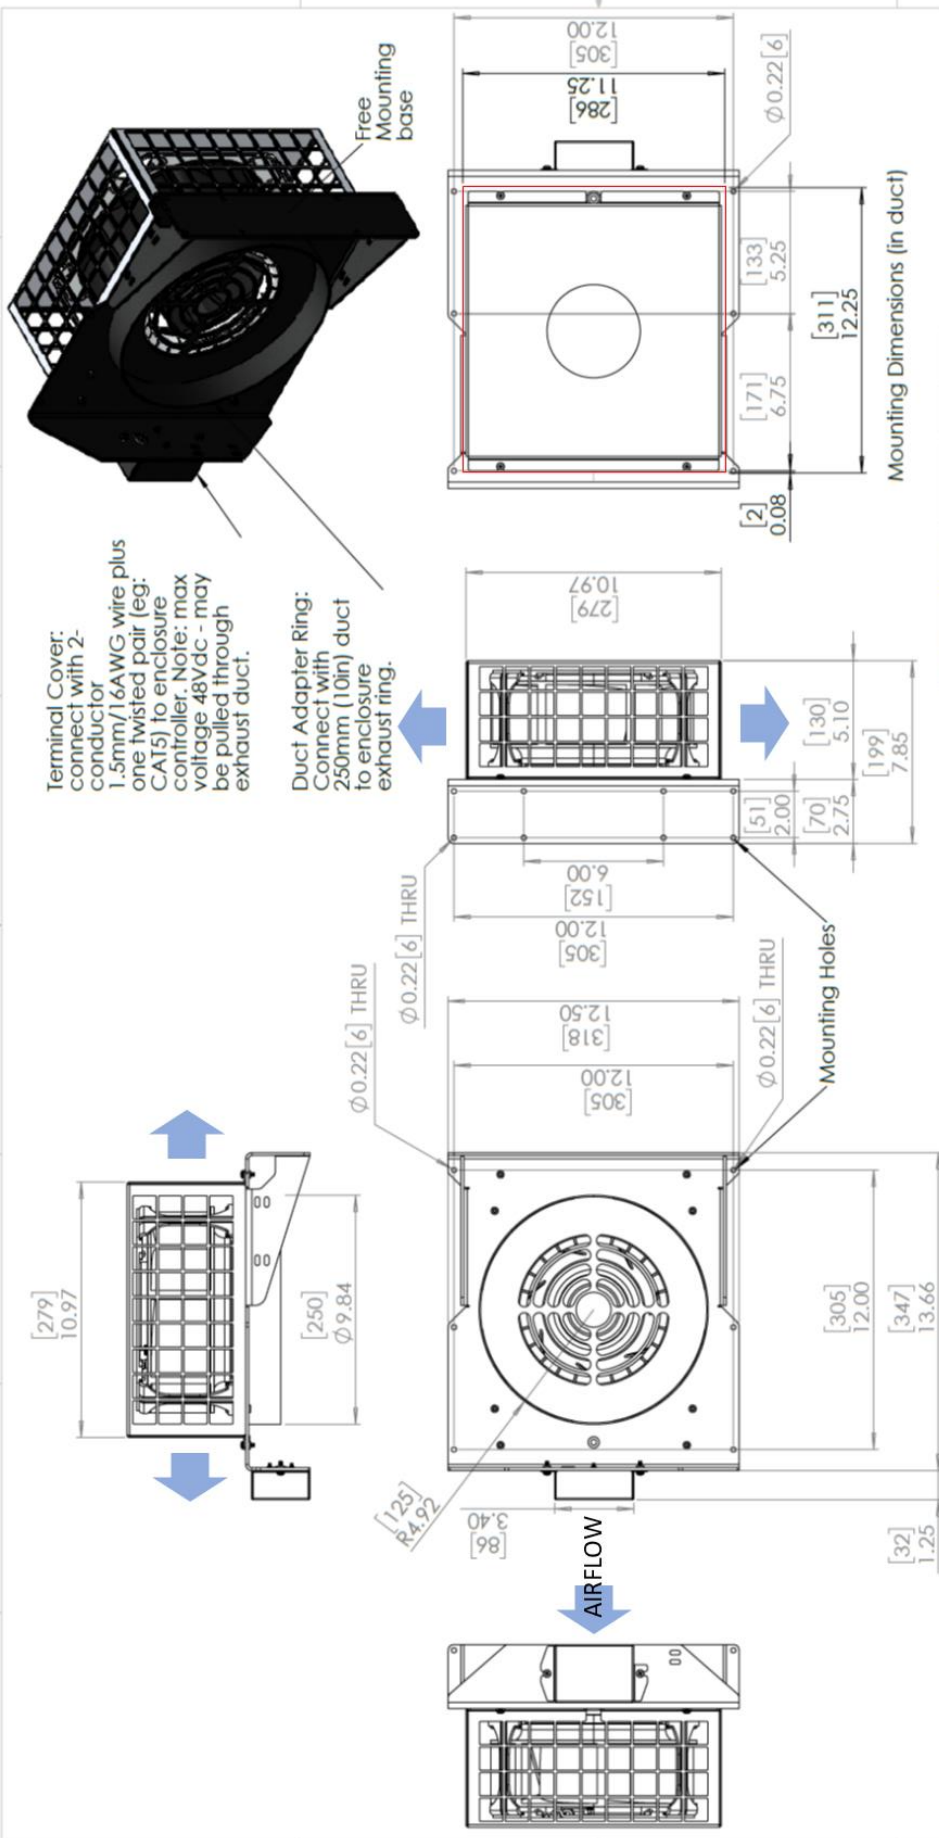 Free
Mounting
base
Terminal Cover:
connect with 2-
conductor
1.5mm/16AWG wire plus
one twisted pair (eg:
CAT5) to enclosure
controller. Note: max
voltage 48Vdc - may
be pulled through
exhaust duct.
Duct Adapter Ring:
Connect with
250mm (10in) duct
to enclosure
exhaust ring.
[305]
12.00
[286]
11.25
Ø0.22[6]
[133]
5.25
[171]
6.75
[311]
12.25
[2]
0.08
Mounting Dimensions (in duct)
[279]
10.97
[130]
5.10
[199]
7.85
[51]
2.00
[70]
2.75
6.00
[152]
12.00
[305]
Ø0.22[6] THRU
Ø0.22[6] THRU
12.50
[318]
12.00
[305]
Ø0.22[6] THRU
Mounting Holes
[279]
10.97
[250]
Ø9.84
[305]
12.00
[347]
13.66
[125]
R4.92
3.40
[86]
[32]
1.25
AIRFLOW